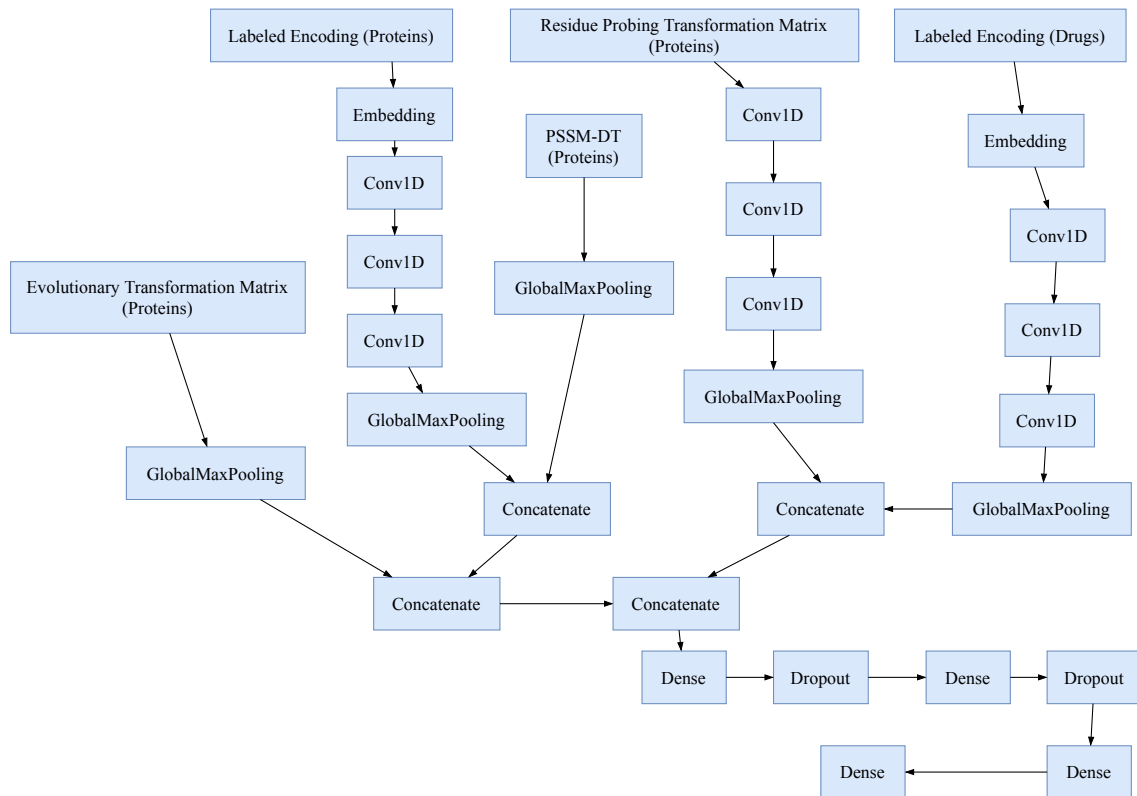 Labeled Encoding (Proteins)
Residue Probing Transformation Matrix
(Proteins)
Labeled Encoding (Drugs)
Embedding
Conv1D
PSSM-DT
(Proteins)
Embedding
Conv1D
Conv1D
Conv1D
Conv1D
Evolutionary Transformation Matrix
(Proteins)
GlobalMaxPooling
Conv1D
Conv1D
Conv1D
GlobalMaxPooling
GlobalMaxPooling
Conv1D
GlobalMaxPooling
Concatenate
Concatenate
GlobalMaxPooling
Concatenate
Concatenate
Dense
Dropout
Dense
Dropout
Dense
Dense